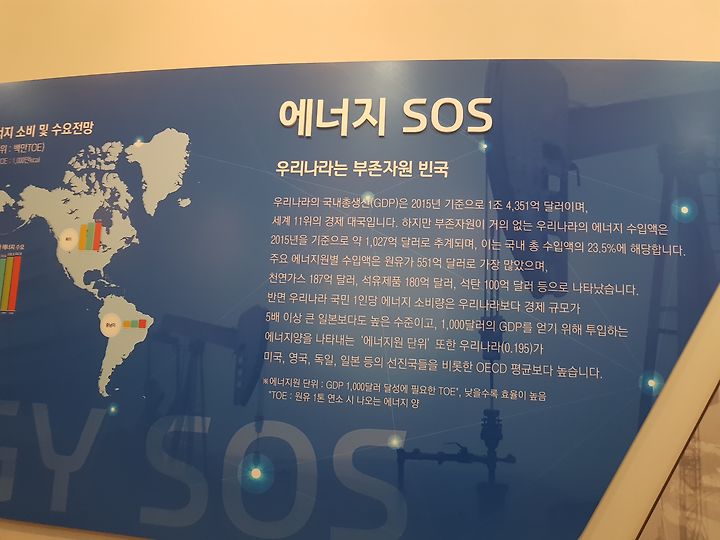 에너지 SOS
우리나라는 부존자원 빈국
우리나라의 국내총생산(GDP)은 2015년 기준으로 1조 4,351억 달러이며,
세계 11위의 경제 대국입니다. 하지만 부존자원이 거의 없는 우리나라의 에너지 수입액은
2015년을 기준으로 약 1,027억 달러로 추계되며, 이는 국내 총 수입액의 23.5%에 해당합니다.
주요 에너지원별 수입액은 원유가 551억 달러로 가장 많았으며,
천연가스 187억 달러, 석유제품 180억 달러, 석탄 100억 달러 등으로 나타났습니다.
반면 우리나라 국민 1인당 에너지 소비량은 우리나라보다 경제 규모가
5배 이상 큰 일본보다도 높은 수준이고, 1,000달러의 GDP를 얻기 위해 투입하는
에너지양을 나타내는 '에너지원 단위' 또한 우리나라(0.195)가
미국, 영국, 독일, 일본 등의 선진국들을 비롯한 OECD 평균보다 높습니다.
※에너지원 단위 : GDP 1,000달러 달성에 필요한 TOE", 낮을수록 효율이 높음
"TOE : 원유 1톤 연소 시 나오는 에너지 양
너지 소비 및 수요전망
위 : 백만TOE)
에너지 수요
북미
중남미
GY SOS